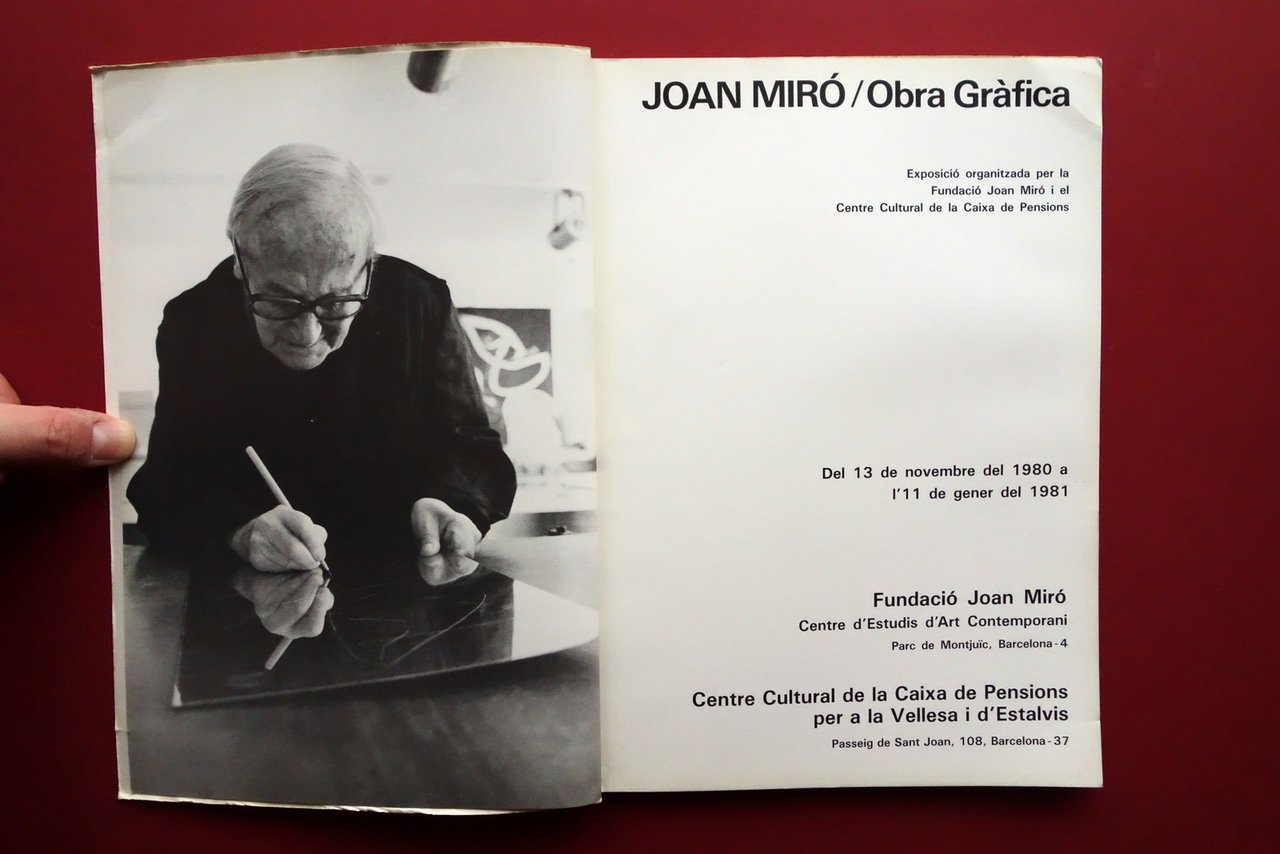 JOAN MIRÓ / Obra Gràfica
Exposició organitzada per la
Fundació Joan Miró i el
Centre Cultural de la Caixa de Pensions
Del 13 de novembre del 1980 a
l'11 de gener del 1981
Fundació Joan Miró
Centre d'Estudis d'Art Contemporani
Parc de Montjuïc, Barcelona-4
Centre Cultural de la Caixa de Pensions
per a la Vellesa i d'Estalvis
Passeig de Sant Joan, 108, Barcelona-37